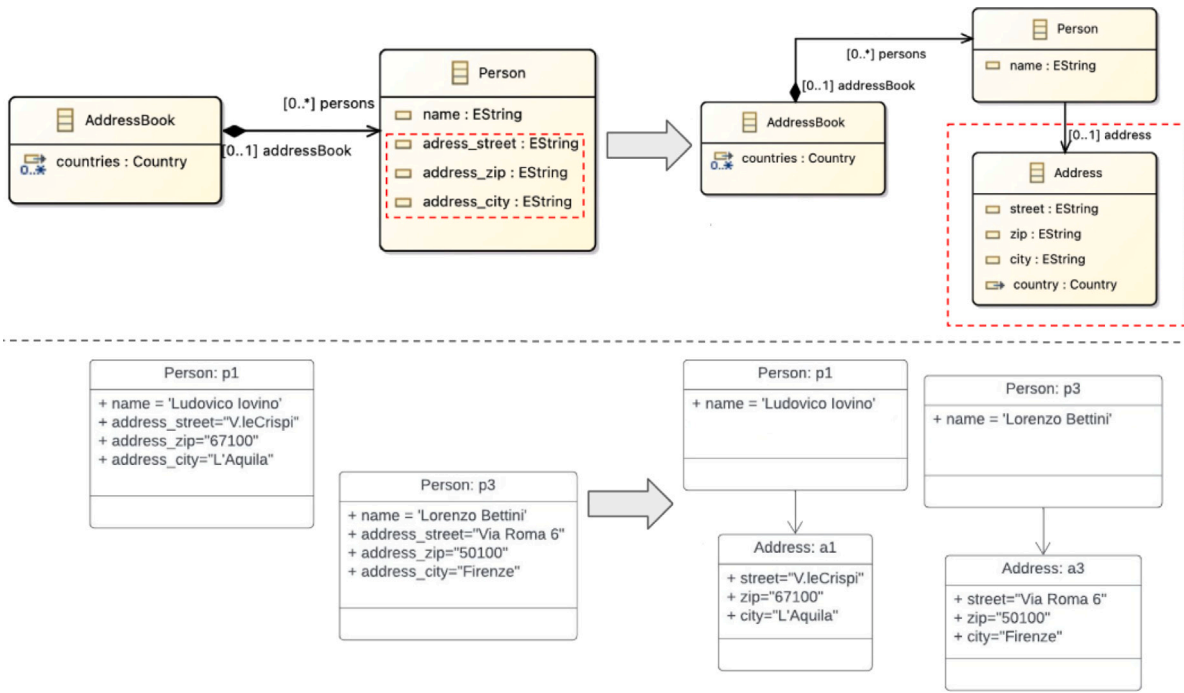 AddressBook
0..*
countries : Country
[0..*] persons
[0..1] addressBook
Person
name : EString
adress_street : EString
address_zip : EString
address_city : EString
AddressBook
0..*
countries : Country
[0..*] persons
[0..1] addressBook
Person
name : EString
[0..1] address
Address
street : EString
zip : EString
city : EString
country : Country
Person: p1
+ name = 'Ludovico Iovino'
+ address_street="V.leCrispi"
+ address_zip="67100"
+ address_city="L'Aquila"
Person: p3
+ name = 'Lorenzo Bettini'
+ address_street="Via Roma 6"
+ address_zip="50100"
+ address_city="Firenze"
Person: p1
+ name = 'Ludovico Iovino'
Person: p3
+ name = 'Lorenzo Bettini'
Address: a1
+ street="V.leCrispi"
+ zip="67100"
+ city="L'Aquila"
Address: a3
+ street="Via Roma 6"
+ zip="50100"
+ city="Firenze"